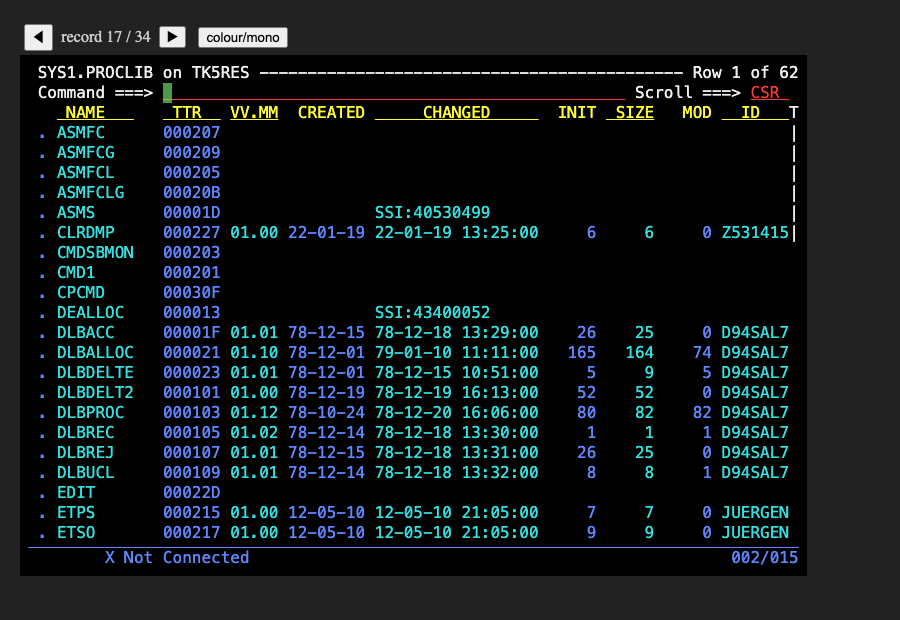 ◀ record 17 / 34 ▶ colour/mono
SYS1.PROCLIB on TK5RES -------------------------------------------- Row 1 of 62
Command ===> Scroll ===> CSR
NAME TTR VV.MM CREATED CHANGED INIT SIZE MOD ID T
. ASMFC 000207 |
. ASMFCG 000209 |
. ASMFCL 000205 |
. ASMFCLG 00020B |
. ASMS 00001D SSI:40530499 |
. CLRDMP 000227 01.00 22-01-19 22-01-19 13:25:00 6 6 0 Z531415|
. CMDSBMON 000203
. CMD1 000201
. CPCMD 00030F
. DEALLOC 000013 SSI:43400052
. DLBACC 00001F 01.01 78-12-15 78-12-18 13:29:00 26 25 0 D94SAL7
. DLBALLOC 000021 01.10 78-12-01 79-01-10 11:11:00 165 164 74 D94SAL7
. DLBDELTE 000023 01.01 78-12-01 78-12-15 10:51:00 5 9 5 D94SAL7
. DLBDELT2 000101 01.00 78-12-19 78-12-19 16:13:00 52 52 0 D94SAL7
. DLBPROC 000103 01.12 78-10-24 78-12-20 16:06:00 80 82 82 D94SAL7
. DLBREC 000105 01.02 78-12-14 78-12-18 13:30:00 1 1 1 D94SAL7
. DLBREJ 000107 01.01 78-12-15 78-12-18 13:31:00 26 25 0 D94SAL7
. DLBUCL 000109 01.01 78-12-14 78-12-18 13:32:00 8 8 1 D94SAL7
. EDIT 00022D
. ETPS 000215 01.00 12-05-10 12-05-10 21:05:00 7 7 0 JUERGEN
. ETSO 000217 01.00 12-05-10 12-05-10 21:05:00 9 9 0 JUERGEN
X Not Connected 002/015